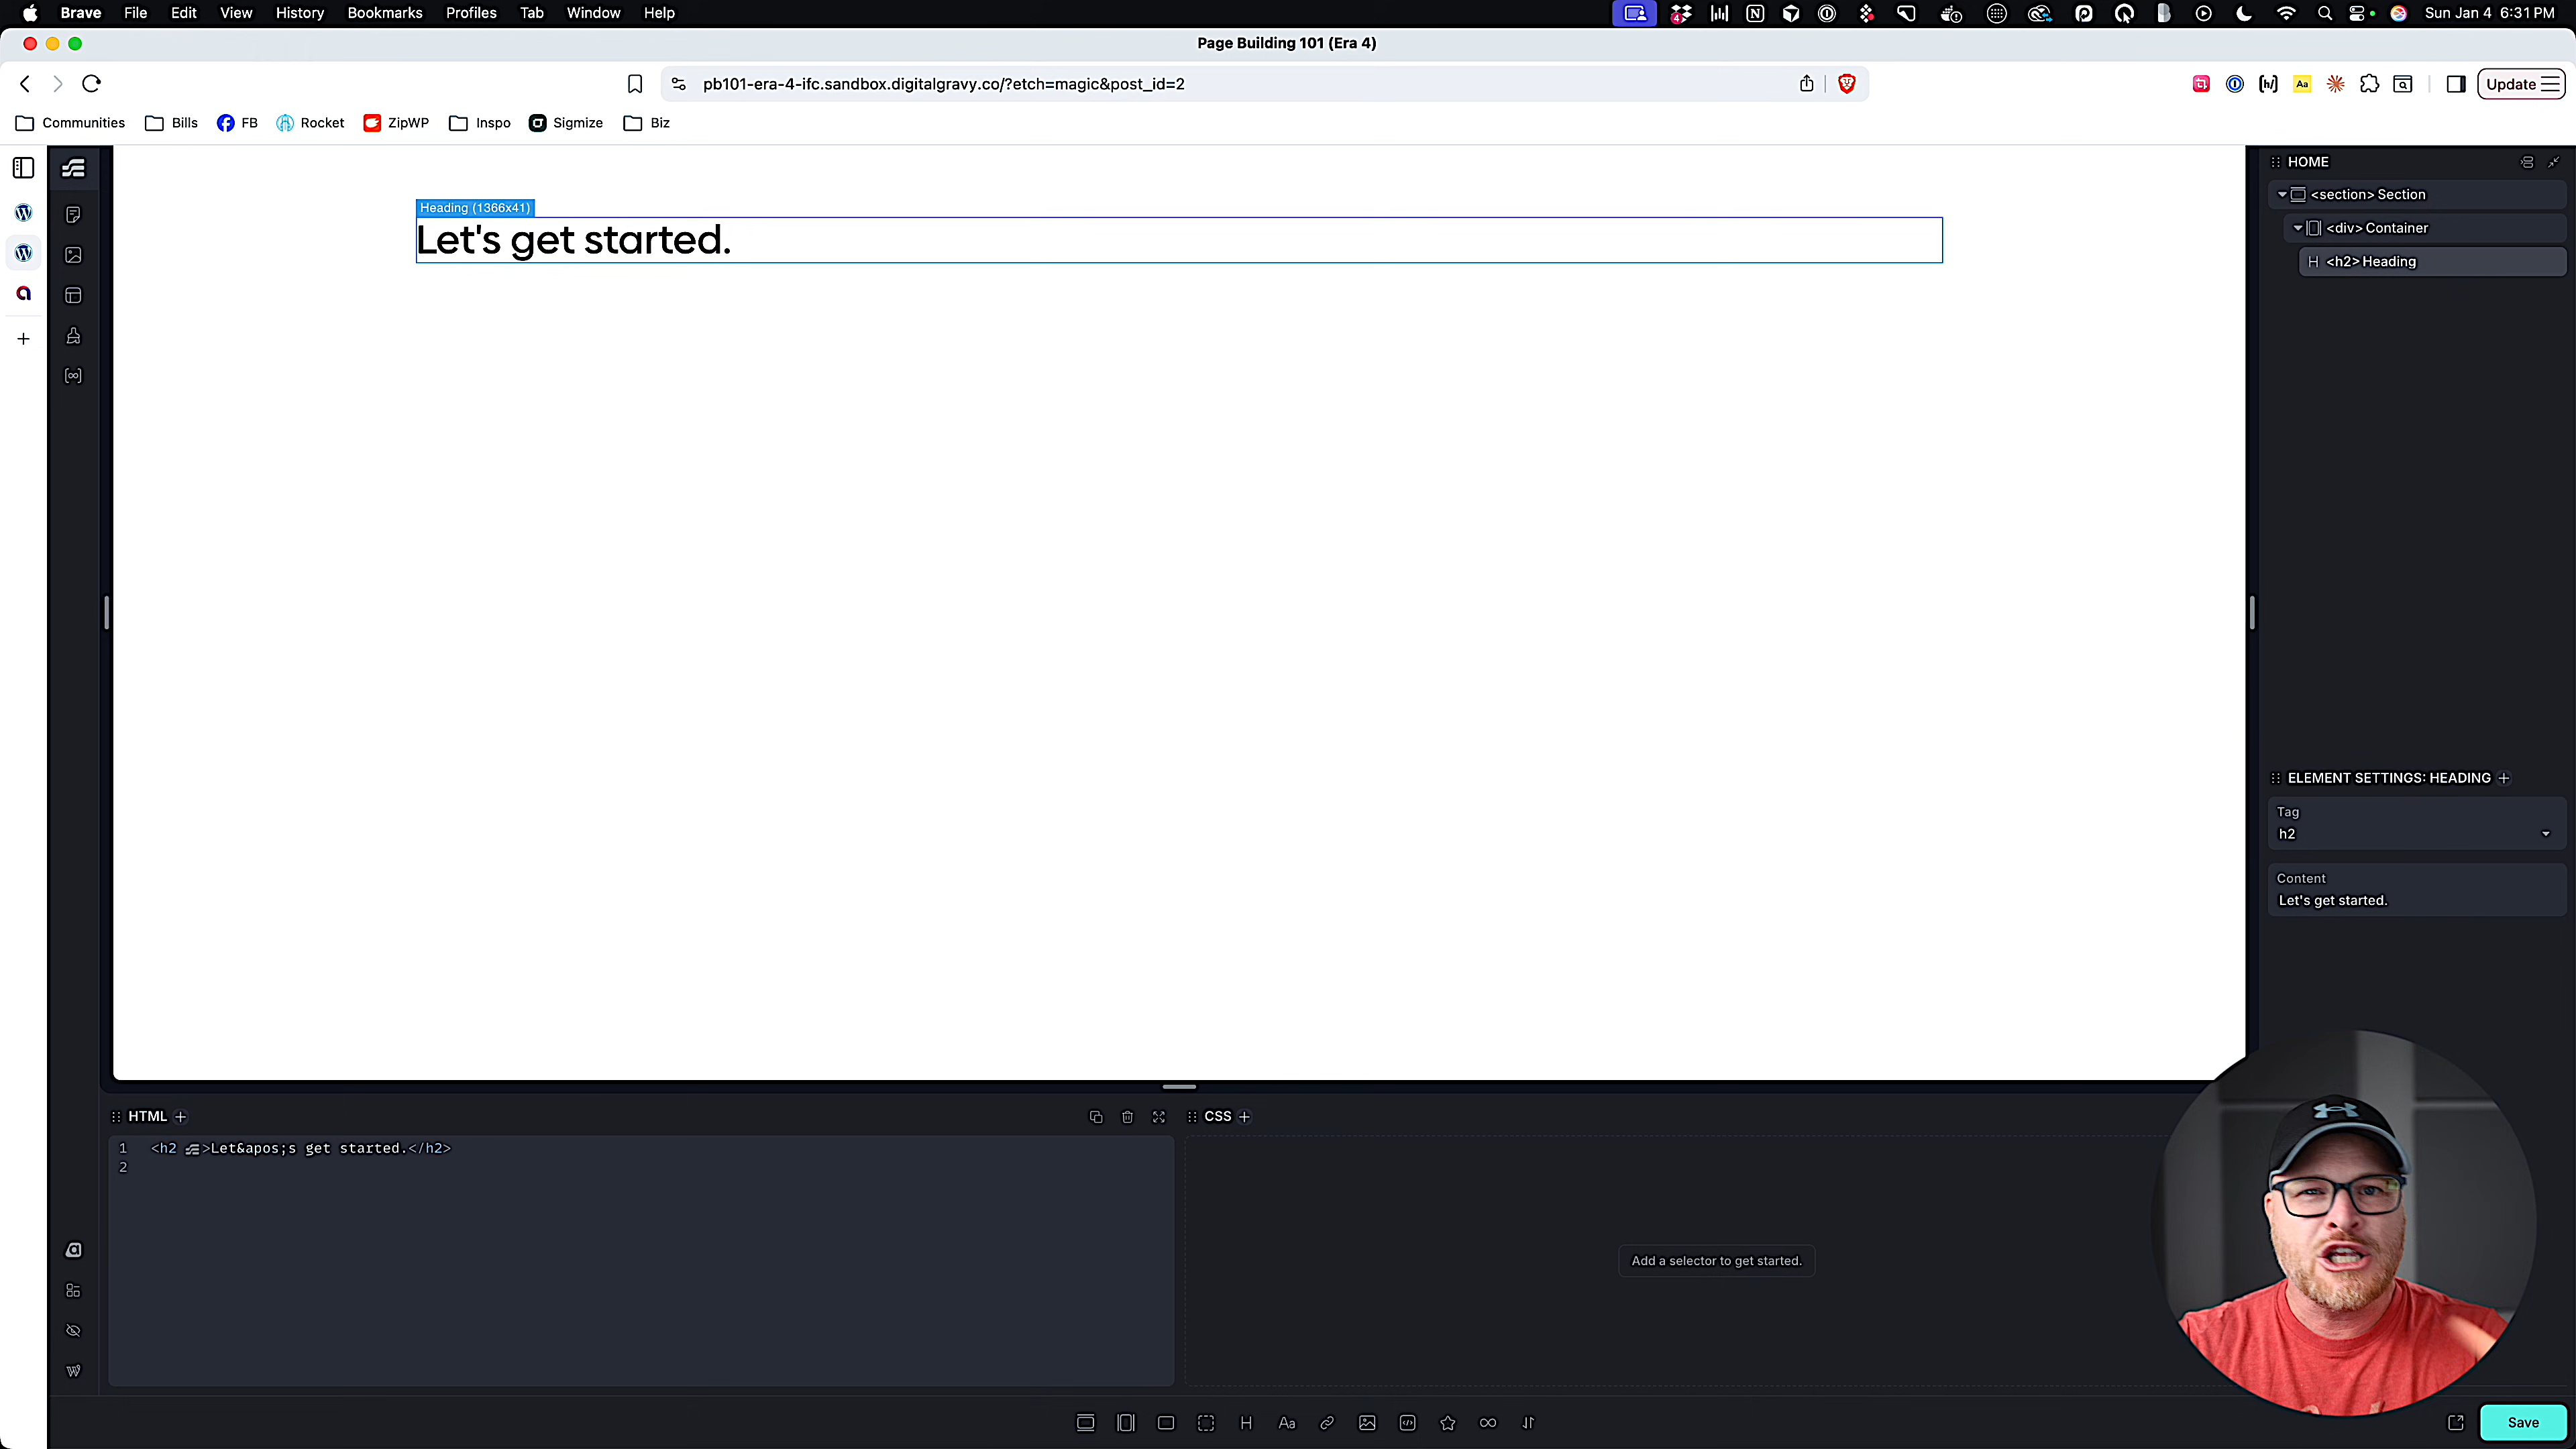 Brave File Edit View History Bookmarks Profiles Tab Window Help
4
Sun Jan 4 6:31 PM
Page Building 101 (Era 4)
pb101-era-4-ifc.sandbox.digitalgravy.co/?etch=magic&post_id=2
Aa
Update
Communities Bills FB Rocket ZipWP Inspo Sigmize Biz
HOME
<section> Section
<div> Container
H <h2> Heading
Heading (1366x41)
Let's get started.
ELEMENT SETTINGS: HEADING +
Tag
h2
Content
Let's get started.
HTML +
CSS +
1 <h2 >Let&apos;s get started.</h2>
2
Add a selector to get started.
H Aa
Save